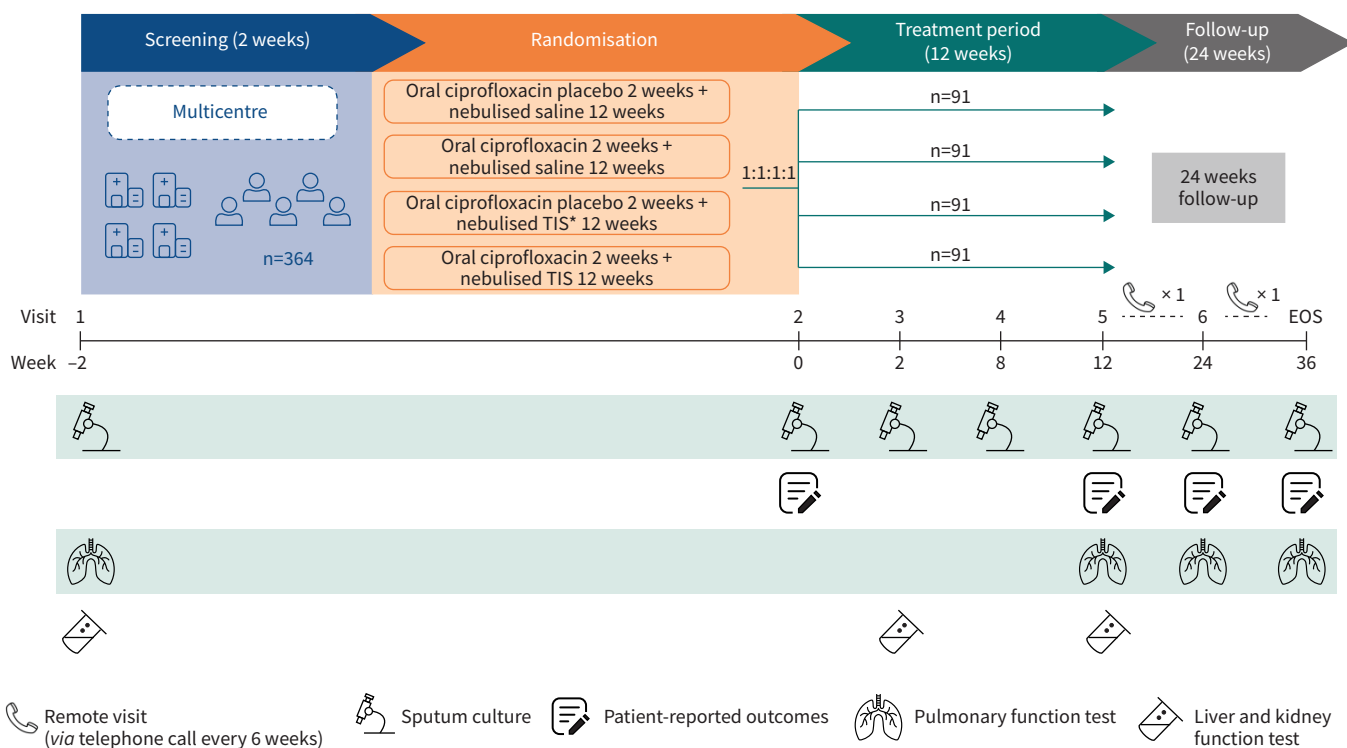 Screening (2 weeks)
Randomisation
Treatment period
(12 weeks)
Follow-up
(24 weeks)
Multicentre
n=364
Oral ciprofloxacin placebo 2 weeks +
nebulised saline 12 weeks
Oral ciprofloxacin 2 weeks +
nebulised saline 12 weeks
Oral ciprofloxacin placebo 2 weeks +
nebulised TIS* 12 weeks
Oral ciprofloxacin 2 weeks +
nebulised TIS 12 weeks
1:1:1:1
n=91
n=91
n=91
n=91
24 weeks
follow-up
× 1
× 1
Visit 1 2 3 4 5 6 EOS
Week –2 0 2 8 12 24 36
Remote visit
(via telephone call every 6 weeks)
Sputum culture
Patient-reported outcomes
Pulmonary function test
Liver and kidney
function test